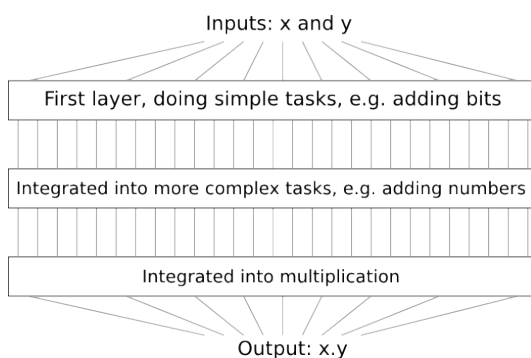 Inputs: x and y
First layer, doing simple tasks, e.g. adding bits
Integrated into more complex tasks, e.g. adding numbers
Integrated into multiplication
Output: x.y